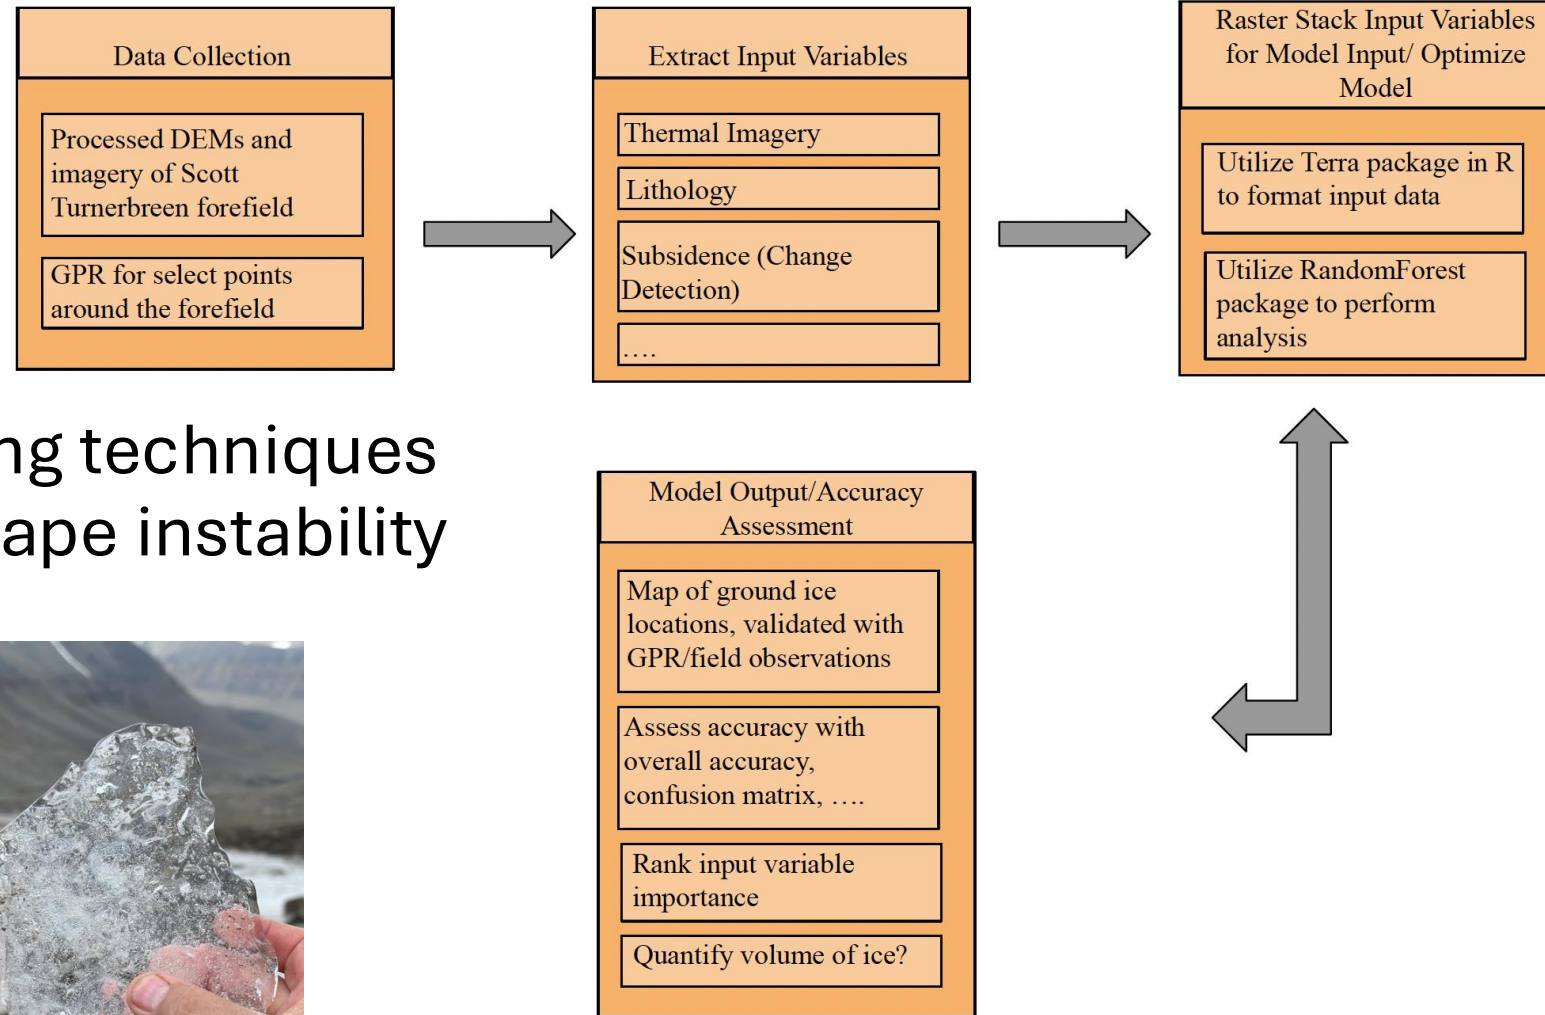 Data Collection
Processed DEMs and
imagery of Scott
Turnerbreen forefield
GPR for select points
around the forefield
Extract Input Variables
Thermal Imagery
Lithology
Subsidence (Change
Detection)
….
Raster Stack Input Variables
for Model Input/ Optimize
Model
Utilize Terra package in R
to format input data
Utilize RandomForest
package to perform
analysis
ng techniques
ape instability
Model Output/Accuracy
Assessment
Map of ground ice
locations, validated with
GPR/field observations
Assess accuracy with
overall accuracy,
confusion matrix, ….
Rank input variable
importance
Quantify volume of ice?